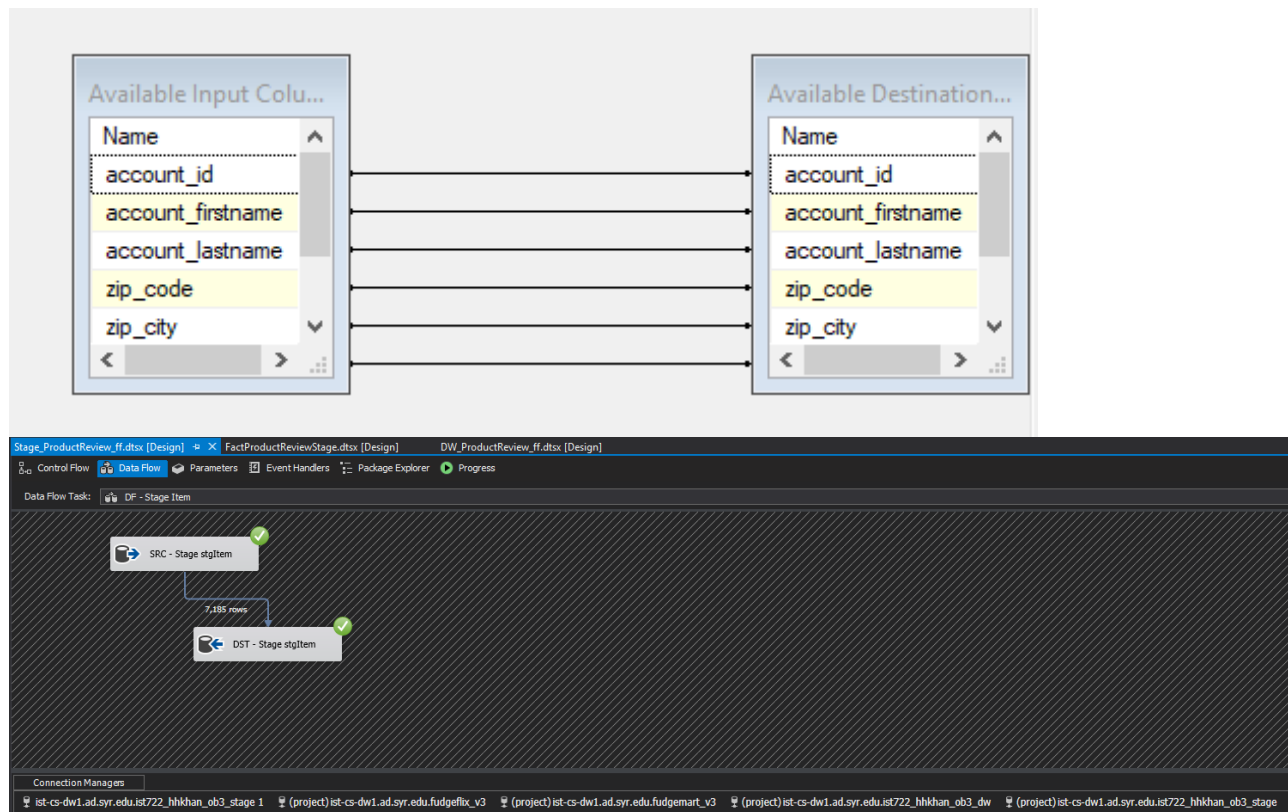 Available Input Colu...
Name
account_id
account_firstname
account_lastname
zip_code
zip_city
Available Destination...
Name
account_id
account_firstname
account_lastname
zip_code
zip_city
Stage_ProductReview_ff.dtsx [Design] FactProductReviewStage.dtsx [Design] DW_ProductReview_ff.dtsx [Design]
Control Flow Data Flow Parameters Event Handlers Package Explorer Progress
Data Flow Task: DF - Stage Item
SRC - Stage stgItem
7,185 rows
DST - Stage stgItem
Connection Managers
ist-cs-dw1.ad.syr.edu.ist722_hhkhan_ob3_stage 1 (project) ist-cs-dw1.ad.syr.edu.fudgeflix_v3 (project) ist-cs-dw1.ad.syr.edu.fudgemart_v3 (project) ist-cs-dw1.ad.syr.edu.ist722_hhkhan_ob3_dw (project) ist-cs-dw1.ad.syr.edu.ist722_hhkhan_ob3_stage